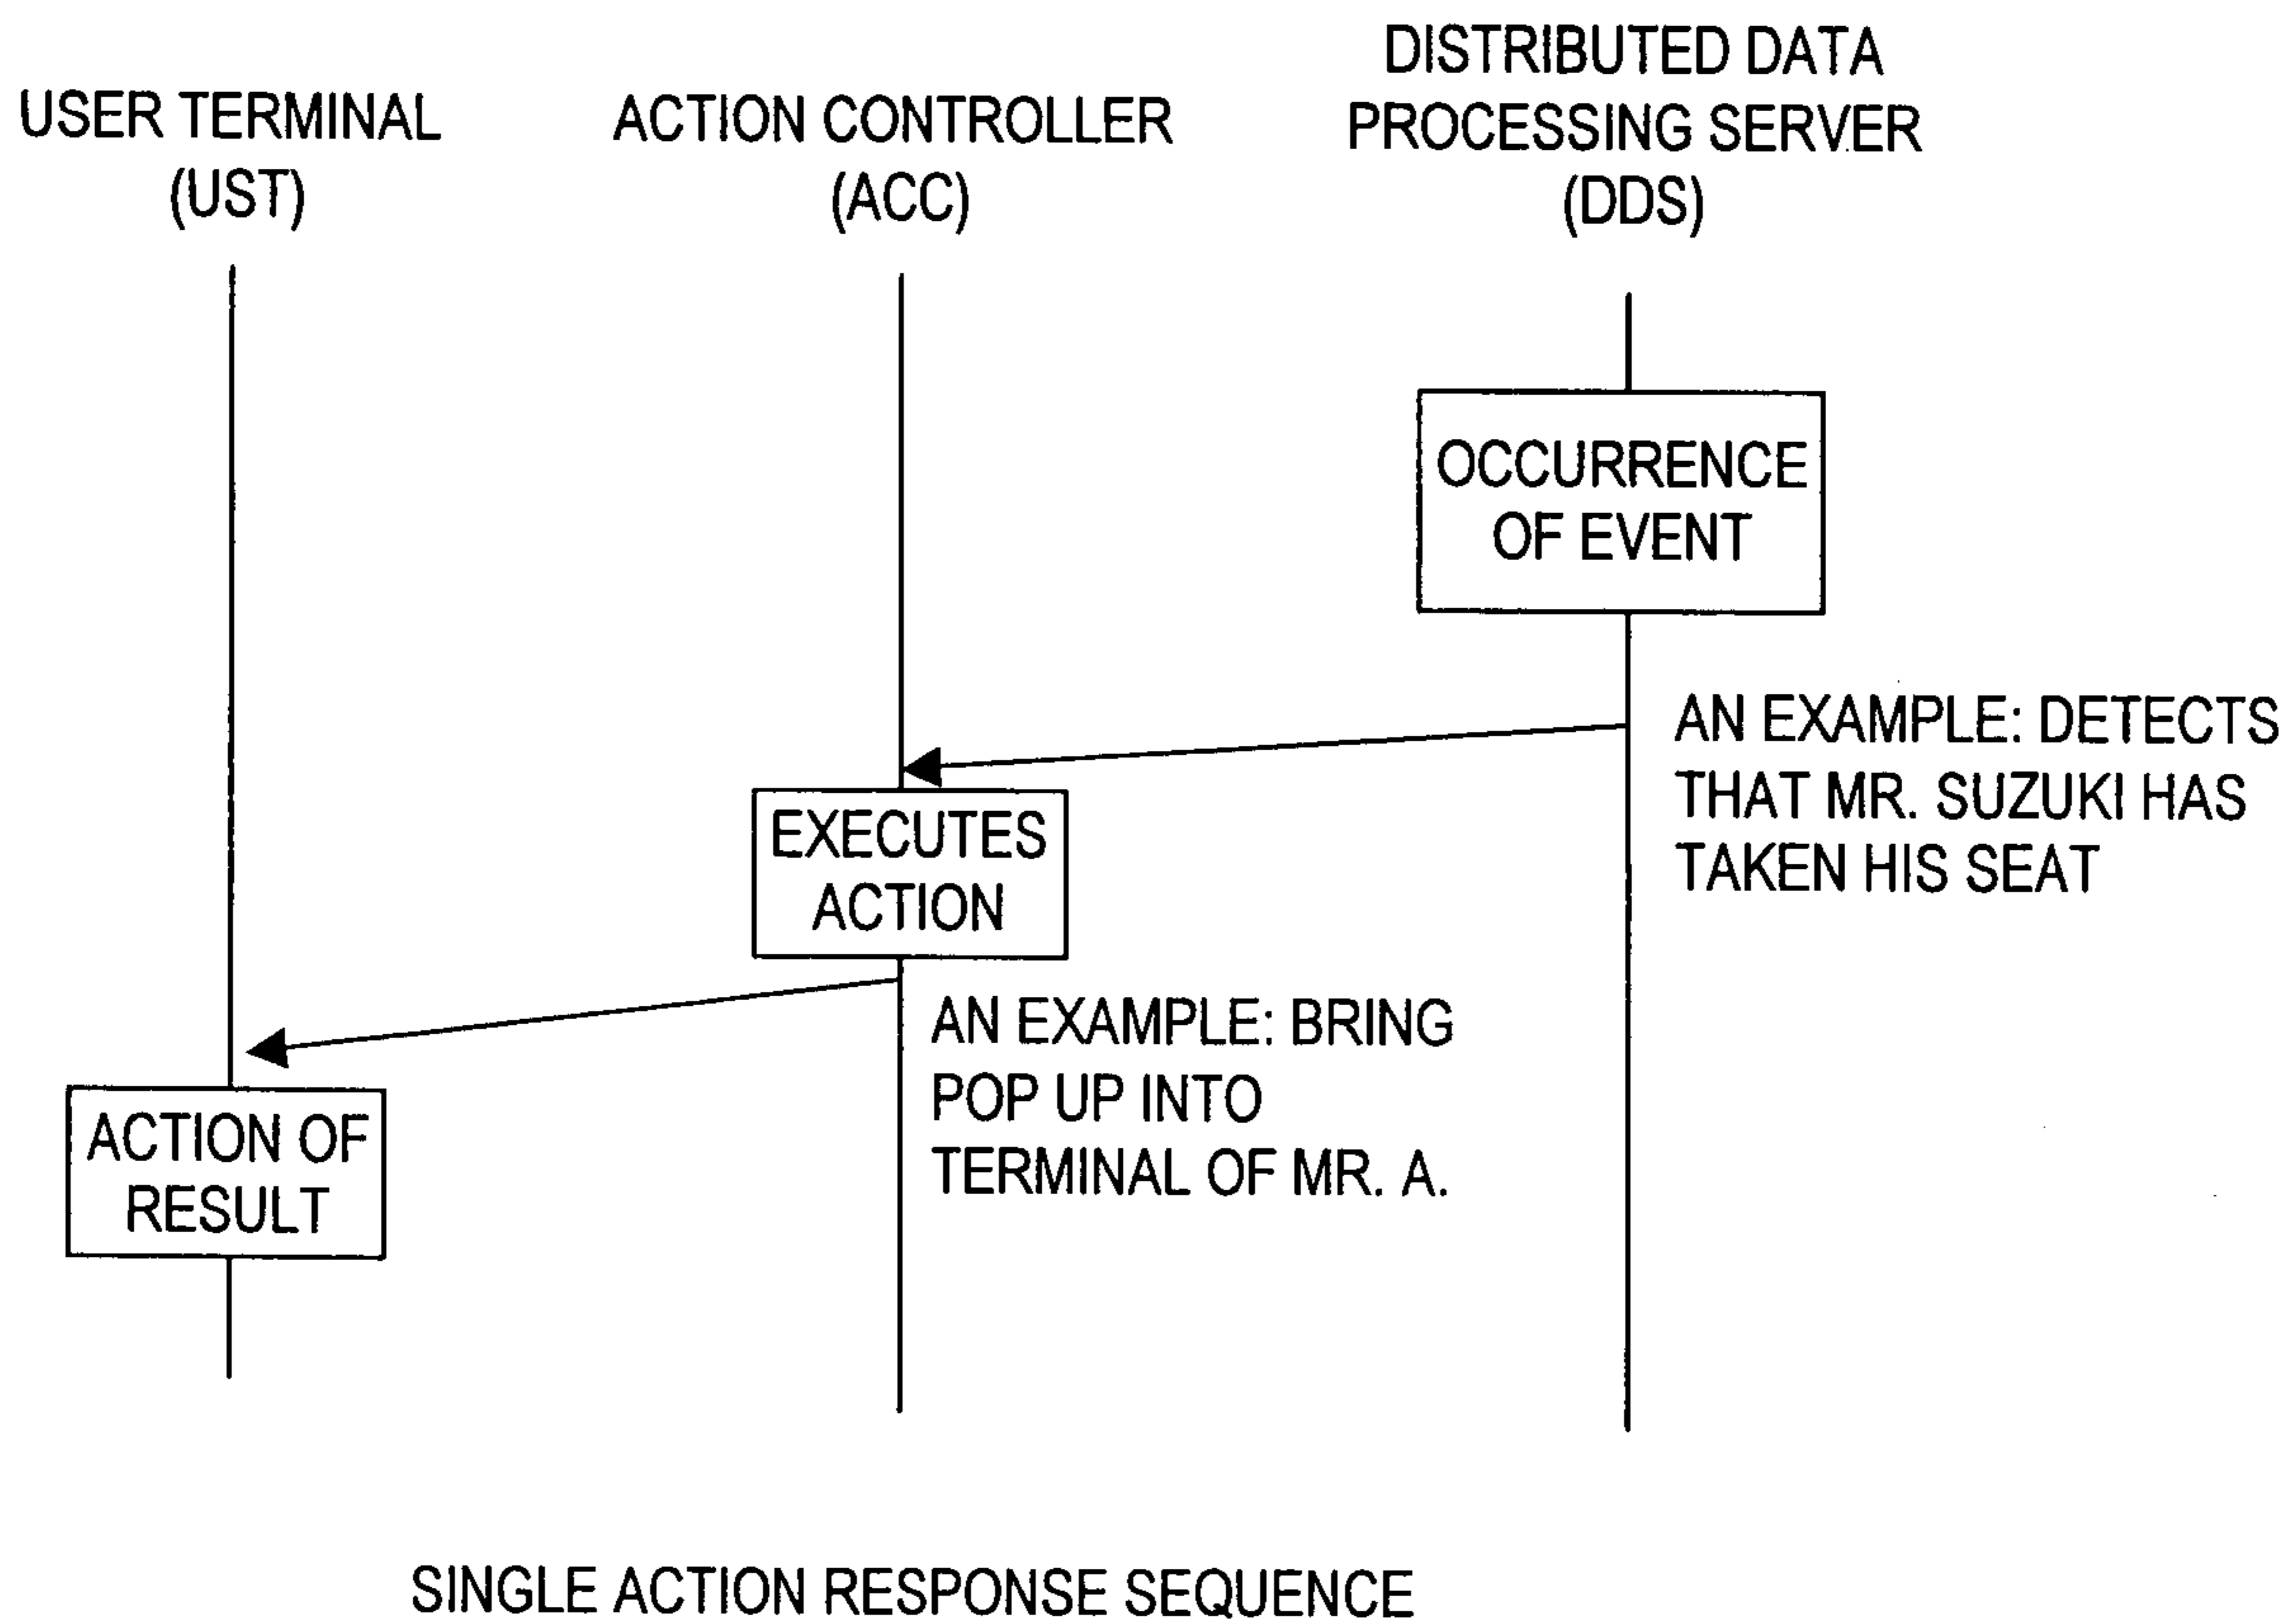 USER TERMINAL
(UST)
ACTION CONTROLLER
(ACC)
DISTRIBUTED DATA
PROCESSING SERVER
(DDS)
OCCURRENCE
OF EVENT
AN EXAMPLE: DETECTS
THAT MR. SUZUKI HAS
TAKEN HIS SEAT
EXECUTES
ACTION
AN EXAMPLE: BRING
POP UP INTO
TERMINAL OF MR. A.
ACTION OF
RESULT
SINGLE ACTION RESPONSE SEQUENCE